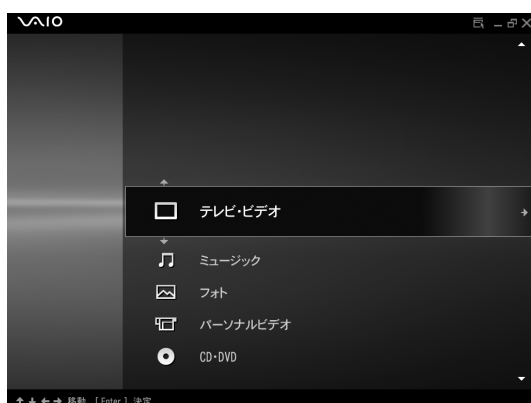 VAIO
テレビ・ビデオ
ミュージック
フォト
パーソナルビデオ
CD・DVD
↑↓←→ 移動 [Enter] 決定